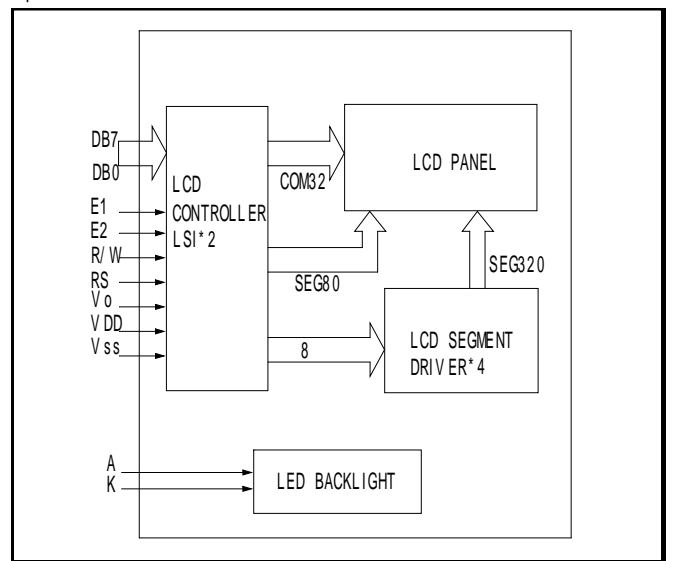 DB7
DB0
E1
E2
R/W
RS
Vo
VDD
Vss
LCD
CONTROLLER
LSI*2
COM32
LCD PANEL
SEG80
SEG320
8
LCD SEGMENT
DRIVER*4
A
K
LED BACKLIGHT